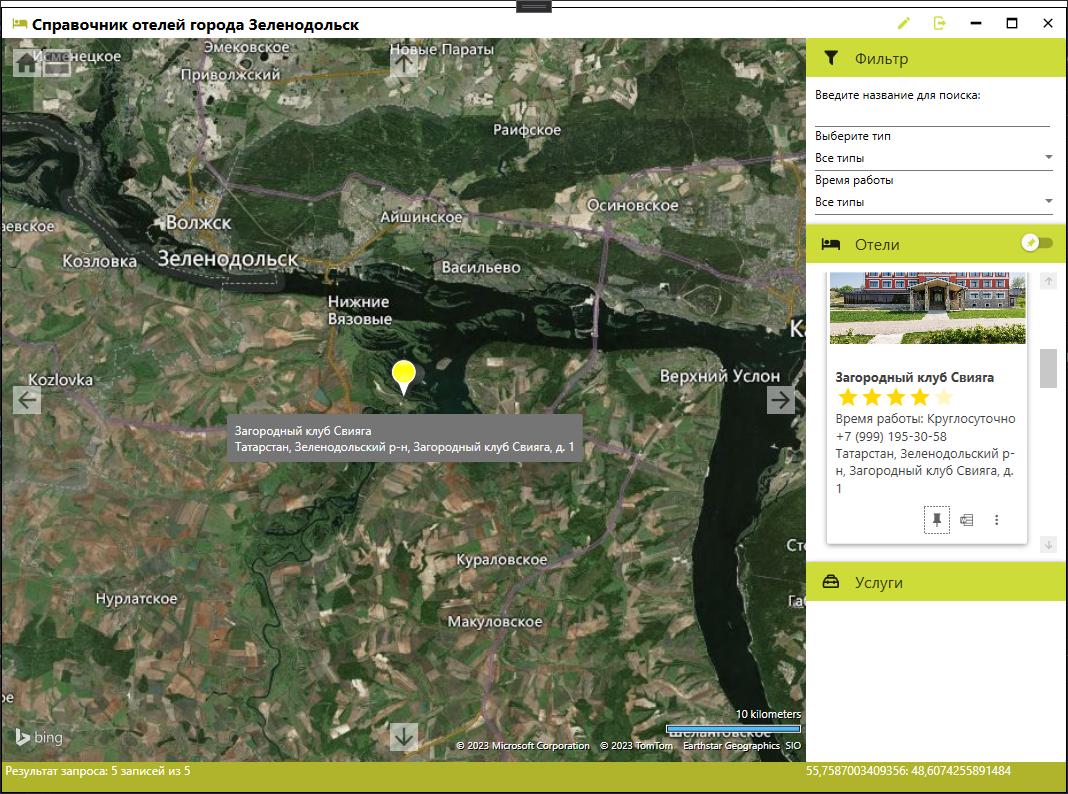 Справочник отелей города Зеленодольск
Исменецкое
Эмековское
Новые Параты
Приволжский
Раифское
Волжск
Айшинское
Осиновское
Козловка
Зеленодольск
Васильево
Нижние
Вязовые
Kozlovka
Верхний Услон
Загородный клуб Свияга
Татарстан, Зеленодольский р-н, Загородный клуб Свияга, д. 1
Кураловское
Нурлатское
Макуловское
10 kilometers
Шеланговское
bing
© 2023 Microsoft Corporation © 2023 TomTom Earthstar Geographics SIO
Фильтр
Введите название для поиска:
Выберите тип
Все типы
Время работы
Все типы
Отели
Загородный клуб Свияга
Время работы: Круглосуточно
+7 (999) 195-30-58
Татарстан, Зеленодольский р-
н, Загородный клуб Свияга, д.
1
Услуги
Результат запроса: 5 записей из 5
55,7587003409356: 48,6074255891484